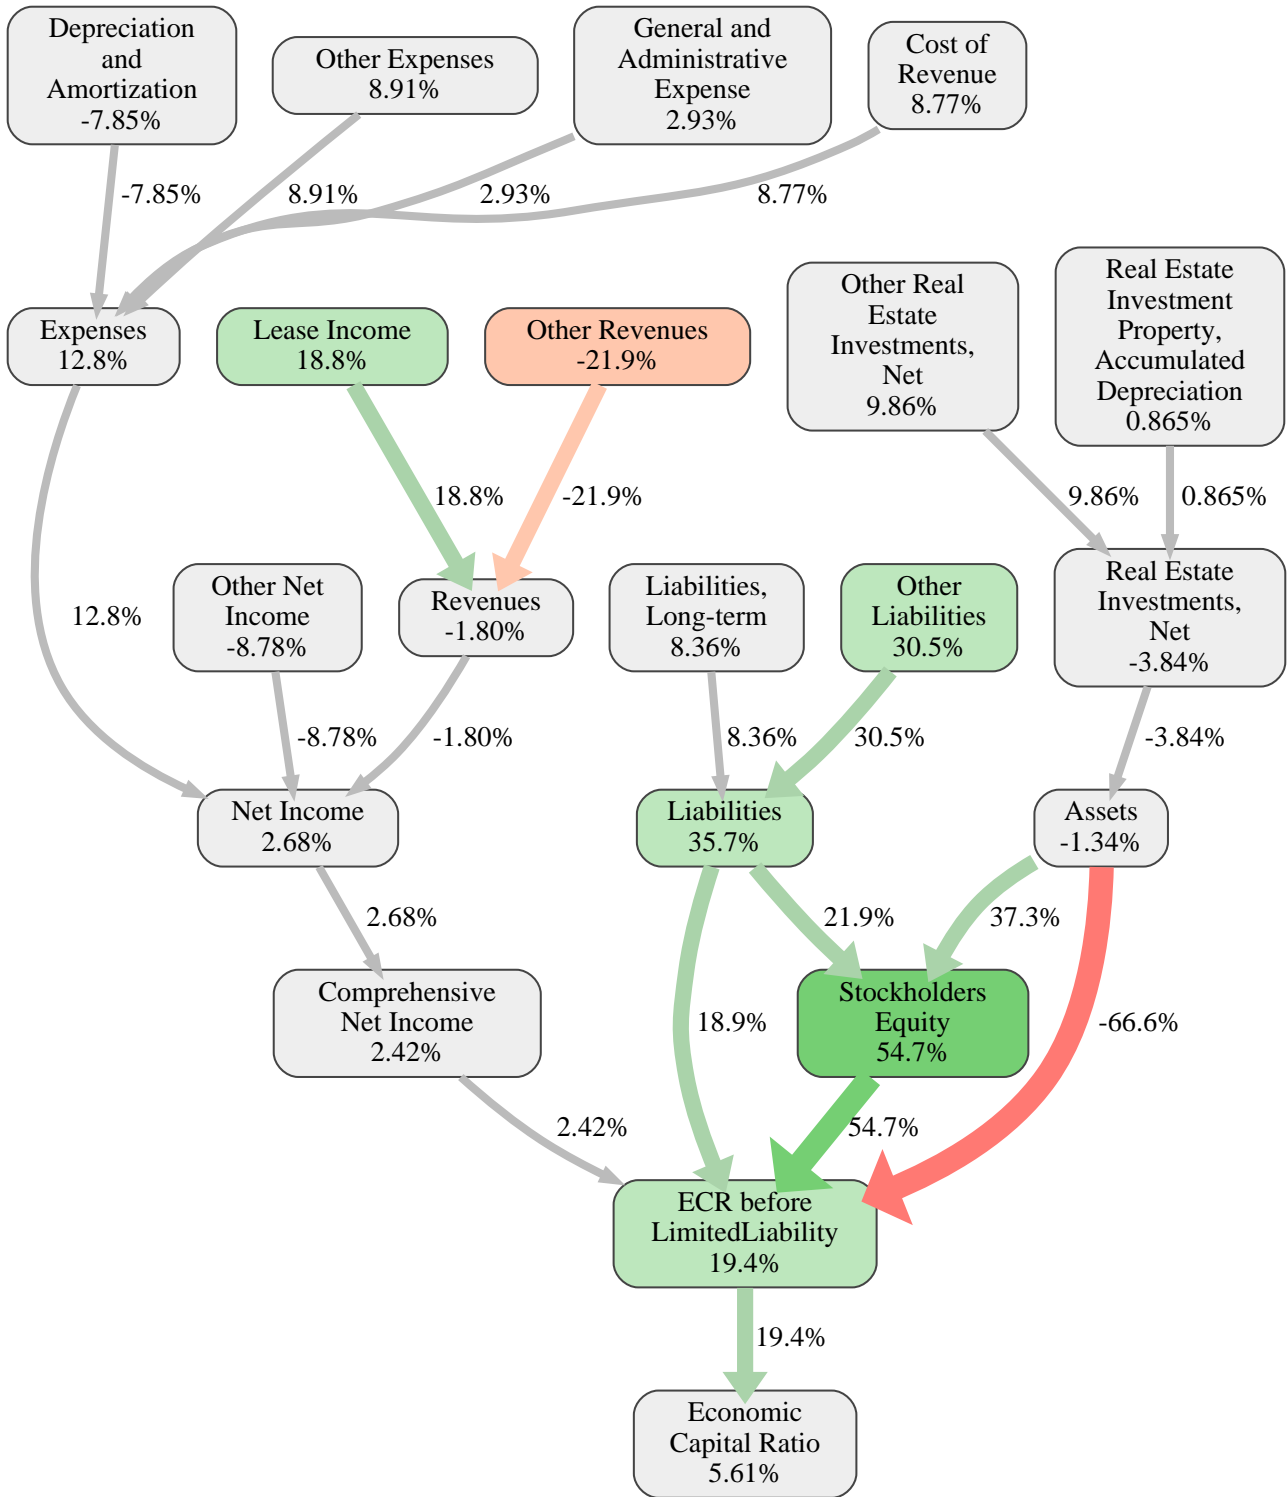 Depreciation
and
Amortization
-7.85%
Other Expenses
8.91%
General and
Administrative
Expense
2.93%
Cost of
Revenue
8.77%
-7.85%
8.91%
2.93%
8.77%
Expenses
12.8%
Lease Income
18.8%
Other Revenues
-21.9%
Other Real
Estate
Investments,
Net
9.86%
Real Estate
Investment
Property,
Accumulated
Depreciation
0.865%
18.8%
-21.9%
9.86%
0.865%
12.8%
Other Net
Income
-8.78%
Revenues
-1.80%
Liabilities,
Long-term
8.36%
Other
Liabilities
30.5%
Real Estate
Investments,
Net
-3.84%
-8.78%
-1.80%
8.36%
30.5%
-3.84%
Net Income
2.68%
Liabilities
35.7%
Assets
-1.34%
2.68%
21.9%
37.3%
Comprehensive
Net Income
2.42%
18.9%
Stockholders
Equity
54.7%
-66.6%
2.42%
54.7%
ECR before
LimitedLiability
19.4%
19.4%
Economic
Capital Ratio
5.61%